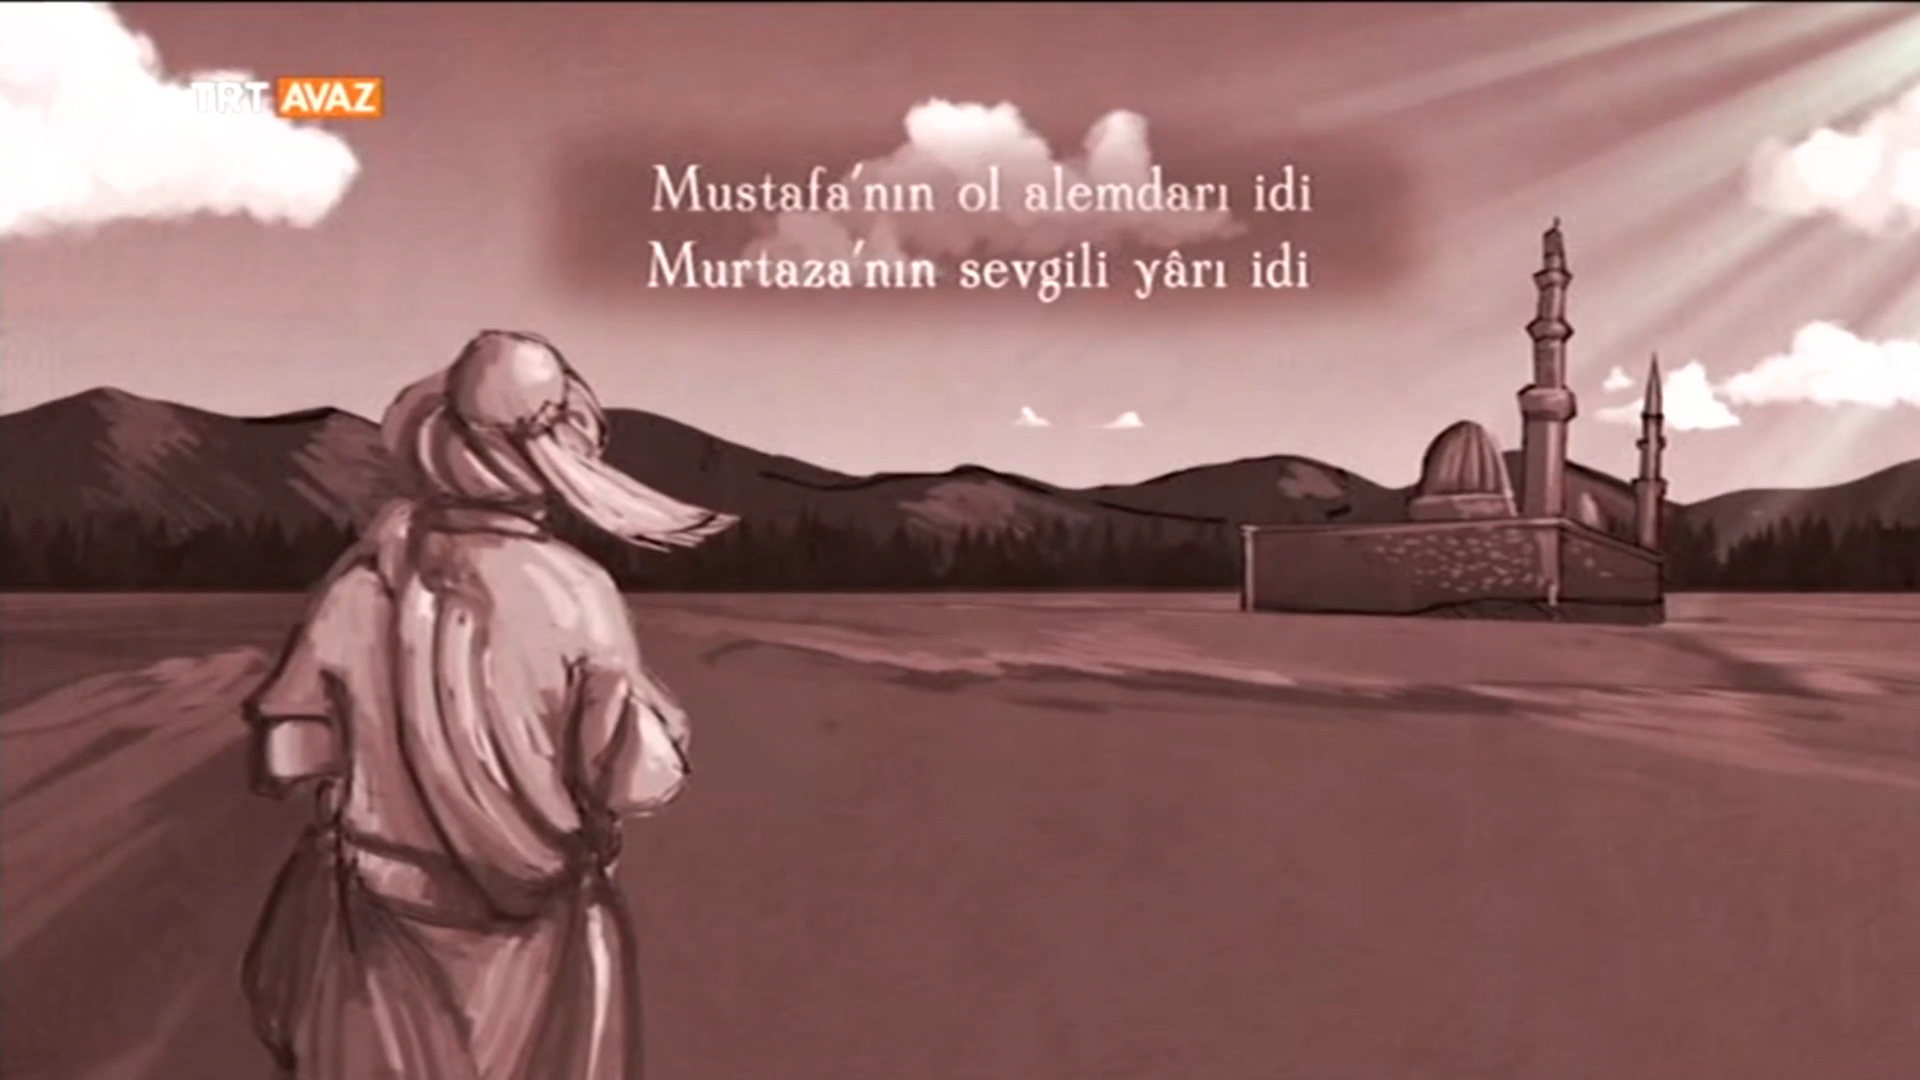 TRT AVAZ
Mustafa'nın ol alemdarı idi
Murtaza'nın sevgili yârı idi